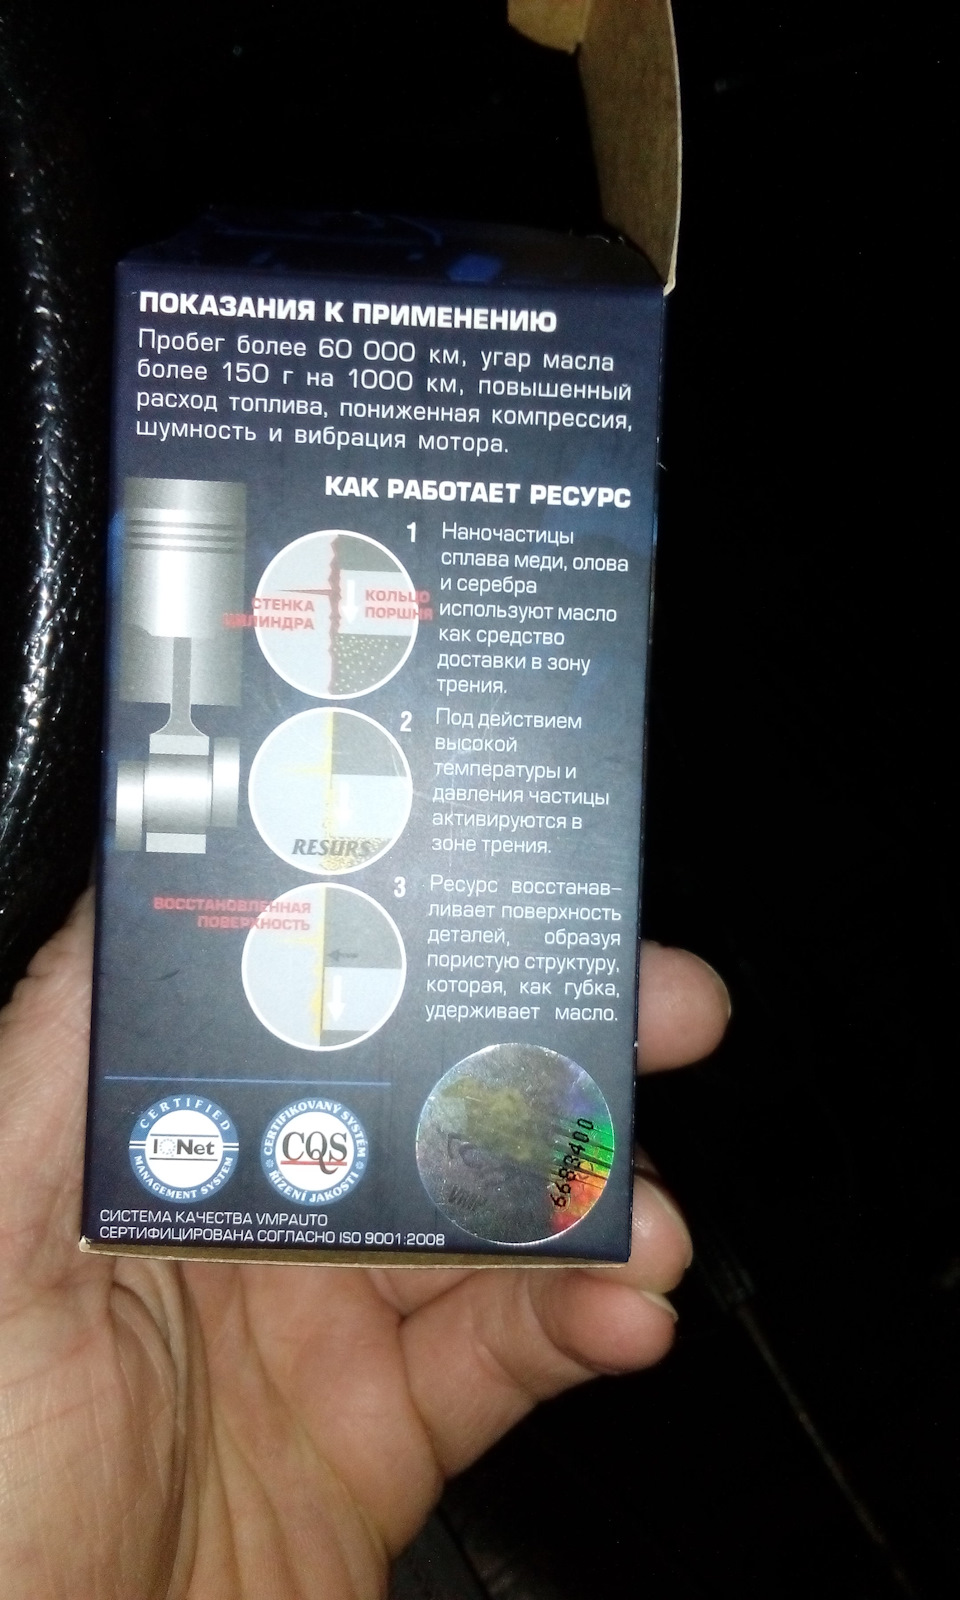 ПОКАЗАНИЯ К ПРИМЕНЕНИЮ
Пробег более 60 000 км, угар масла
более 150 г на 1000 км, повышенный
расход топлива, пониженная компрессия,
шумность и вибрация мотора.
КАК РАБОТАЕТ РЕСУРС
1
Наночастицы
сплава меди, олова
и серебра
используют масло
как средство
доставки в зону
трения.
СТЕНКА
ЦИЛИНДРА
КОЛЬЦО
ПОРШНЯ
2
Под действием
высокой
температуры и
давления частицы
активируются в
зоне трения.
RESURS
3
Ресурс восстанав-
ливает поверхность
деталей, образуя
пористую структуру,
которая, как губка,
удерживает масло.
ВОССТАНОВЛЕННАЯ
ПОВЕРХНОСТЬ
CERTIFIED
IQNet
MANAGEMENT SYSTEM
CERTIFIKOVANÝ SYSTÉM
CQS
ŘÍZENÍ JAKOSTI
6683400
СИСТЕМА КАЧЕСТВА VMPAUTO
СЕРТИФИЦИРОВАНА СОГЛАСНО ISO 9001:2008